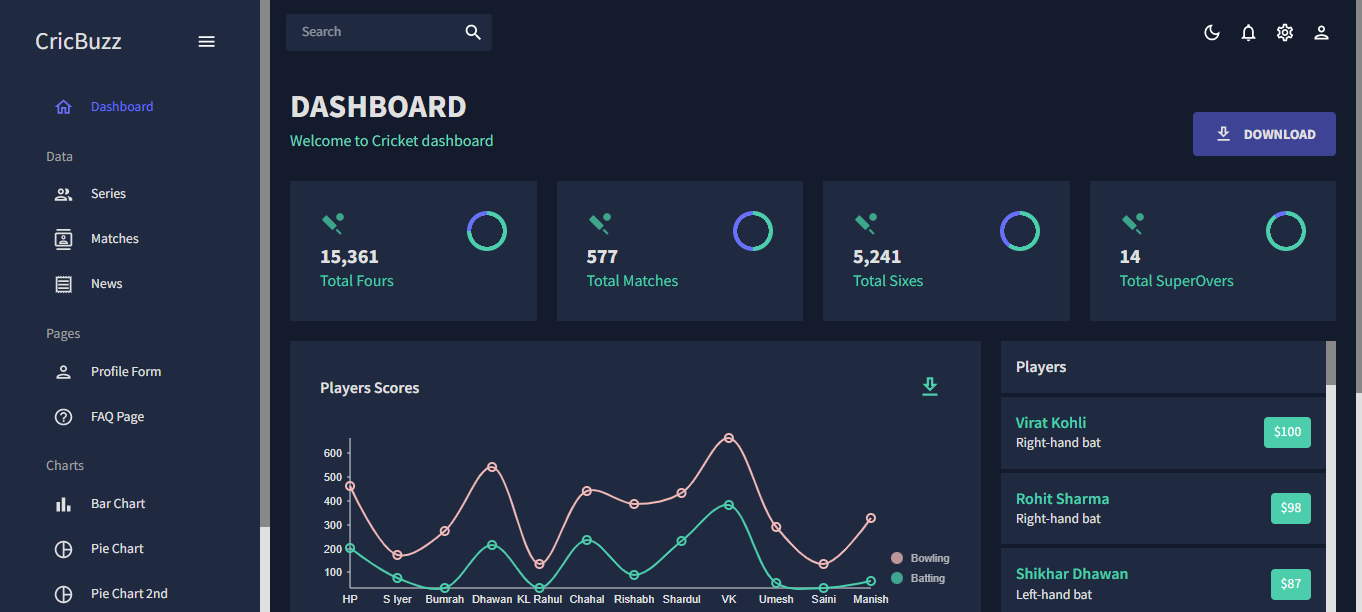 CricBuzz
Dashboard
Data
Series
Matches
News
Pages
Profile Form
FAQ Page
Charts
Bar Chart
Pie Chart
Pie Chart 2nd
Search
DASHBOARD
Welcome to Cricket dashboard
DOWNLOAD
15,361
Total Fours
577
Total Matches
5,241
Total Sixes
14
Total SuperOvers
Players Scores
600
500
400
300
200
100
HP S Iyer Bumrah Dhawan KL Rahul Chahal Rishabh Shardul VK Umesh Saini Manish
Bowling
Batting
Players
Virat Kohli
Right-hand bat
$100
Rohit Sharma
Right-hand bat
$98
Shikhar Dhawan
Left-hand bat
$87